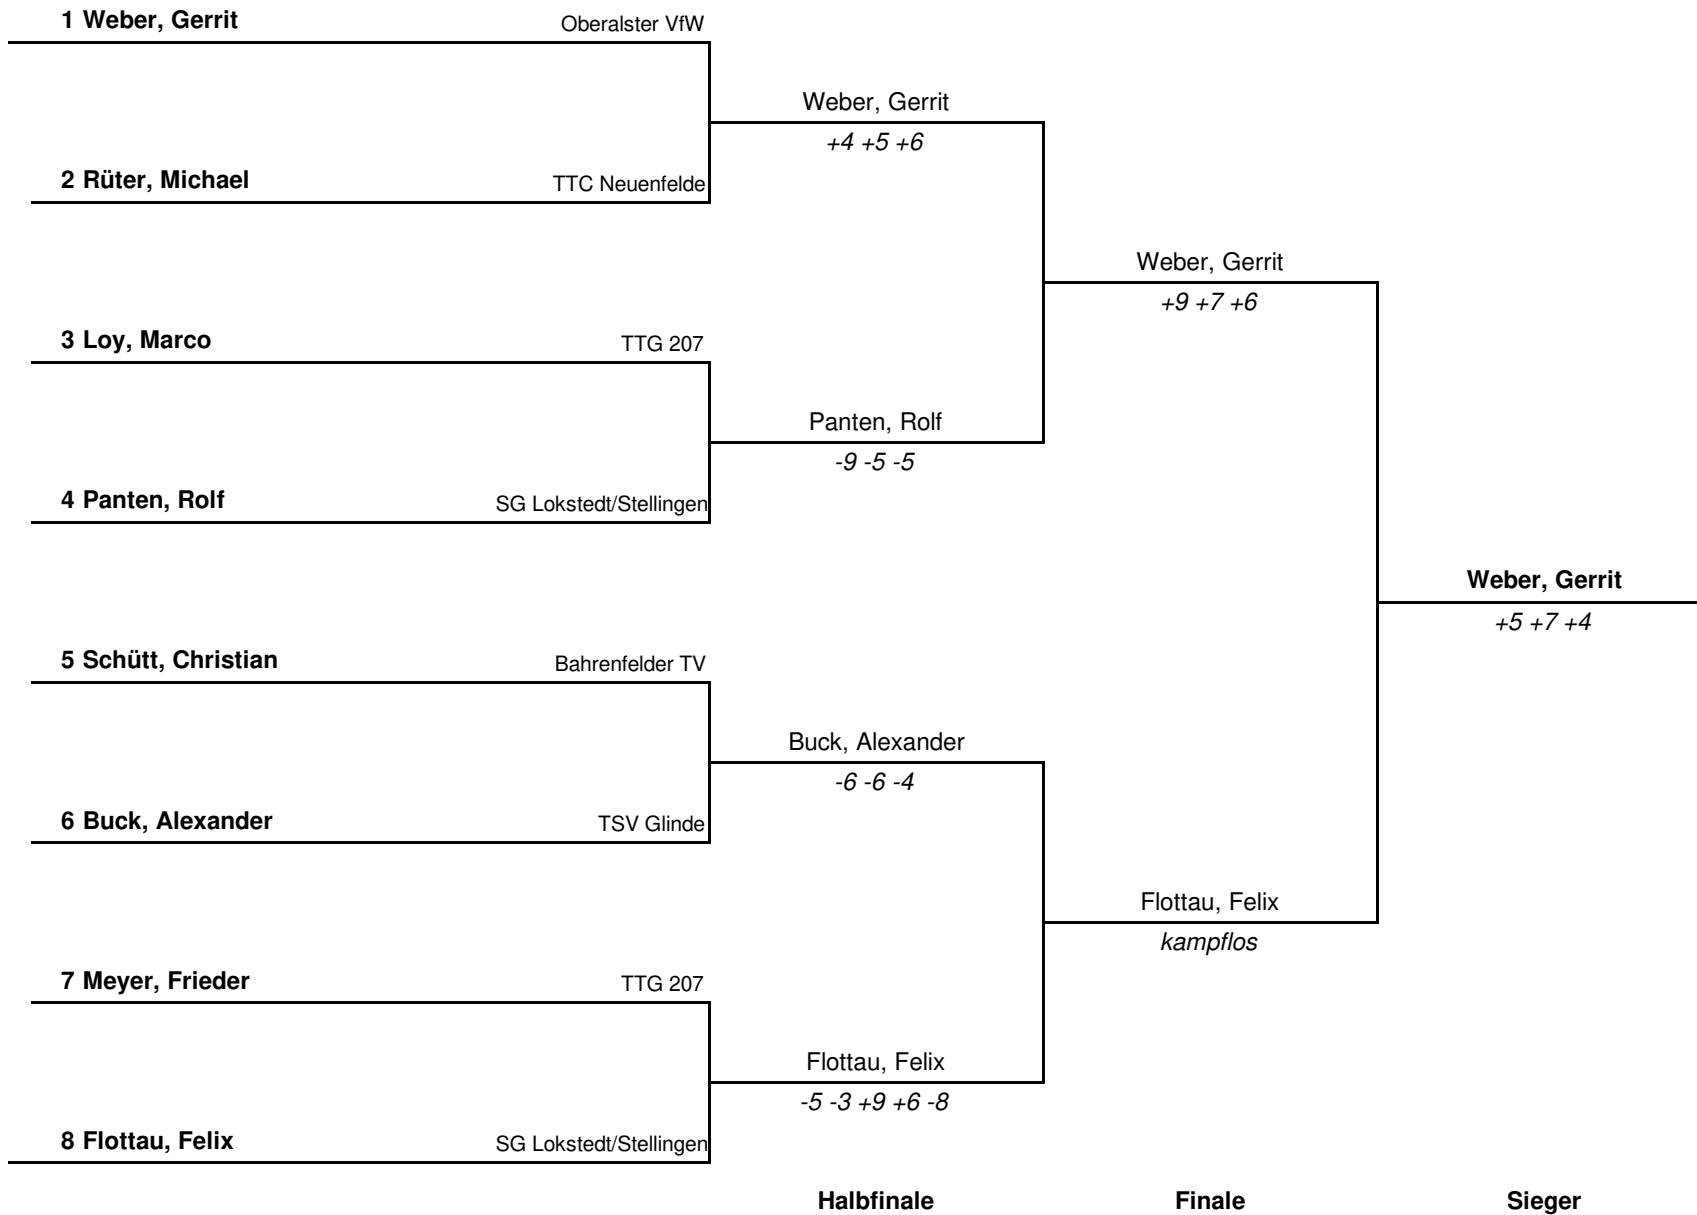 1 Weber, Gerrit Oberalster VfW
Weber, Gerrit
+4 +5 +6
2 Rüter, Michael TTC Neuenfelde
Weber, Gerrit
+9 +7 +6
3 Loy, Marco TTG 207
Panten, Rolf
-9 -5 -5
4 Panten, Rolf SG Lokstedt/Stellingen
Weber, Gerrit
+5 +7 +4
5 Schütt, Christian Bahrenfelder TV
Buck, Alexander
-6 -6 -4
6 Buck, Alexander TSV Glinde
Flottau, Felix
kampflos
7 Meyer, Frieder TTG 207
Flottau, Felix
-5 -3 +9 +6 -8
8 Flottau, Felix SG Lokstedt/Stellingen
Halbfinale Finale Sieger